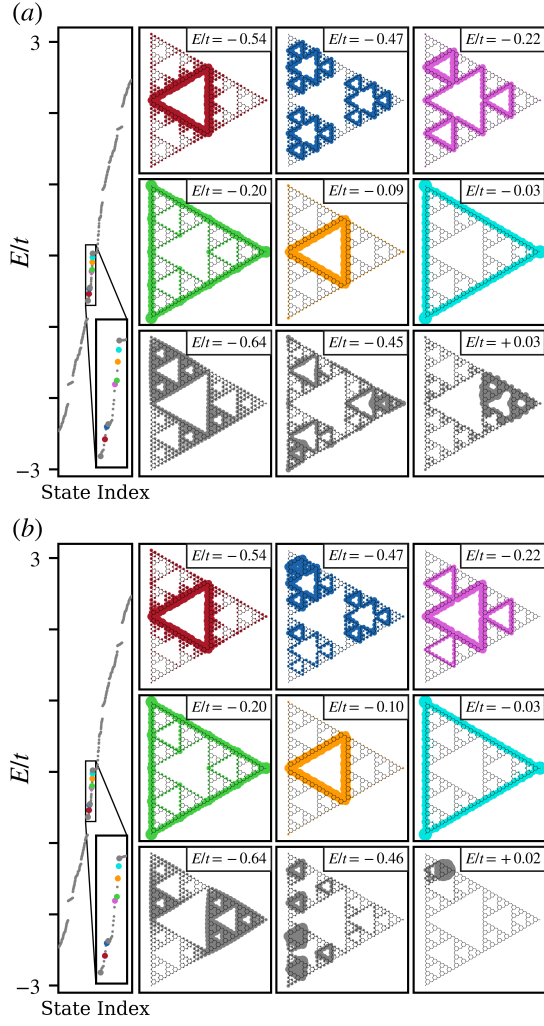 (a)
3
E/t
−3
State Index
E/t = −0.54
E/t = −0.47
E/t = −0.22
E/t = −0.20
E/t = −0.09
E/t = −0.03
E/t = −0.64
E/t = −0.45
E/t = +0.03
(b)
3
E/t
−3
State Index
E/t = −0.54
E/t = −0.47
E/t = −0.22
E/t = −0.20
E/t = −0.10
E/t = −0.03
E/t = −0.64
E/t = −0.46
E/t = +0.02